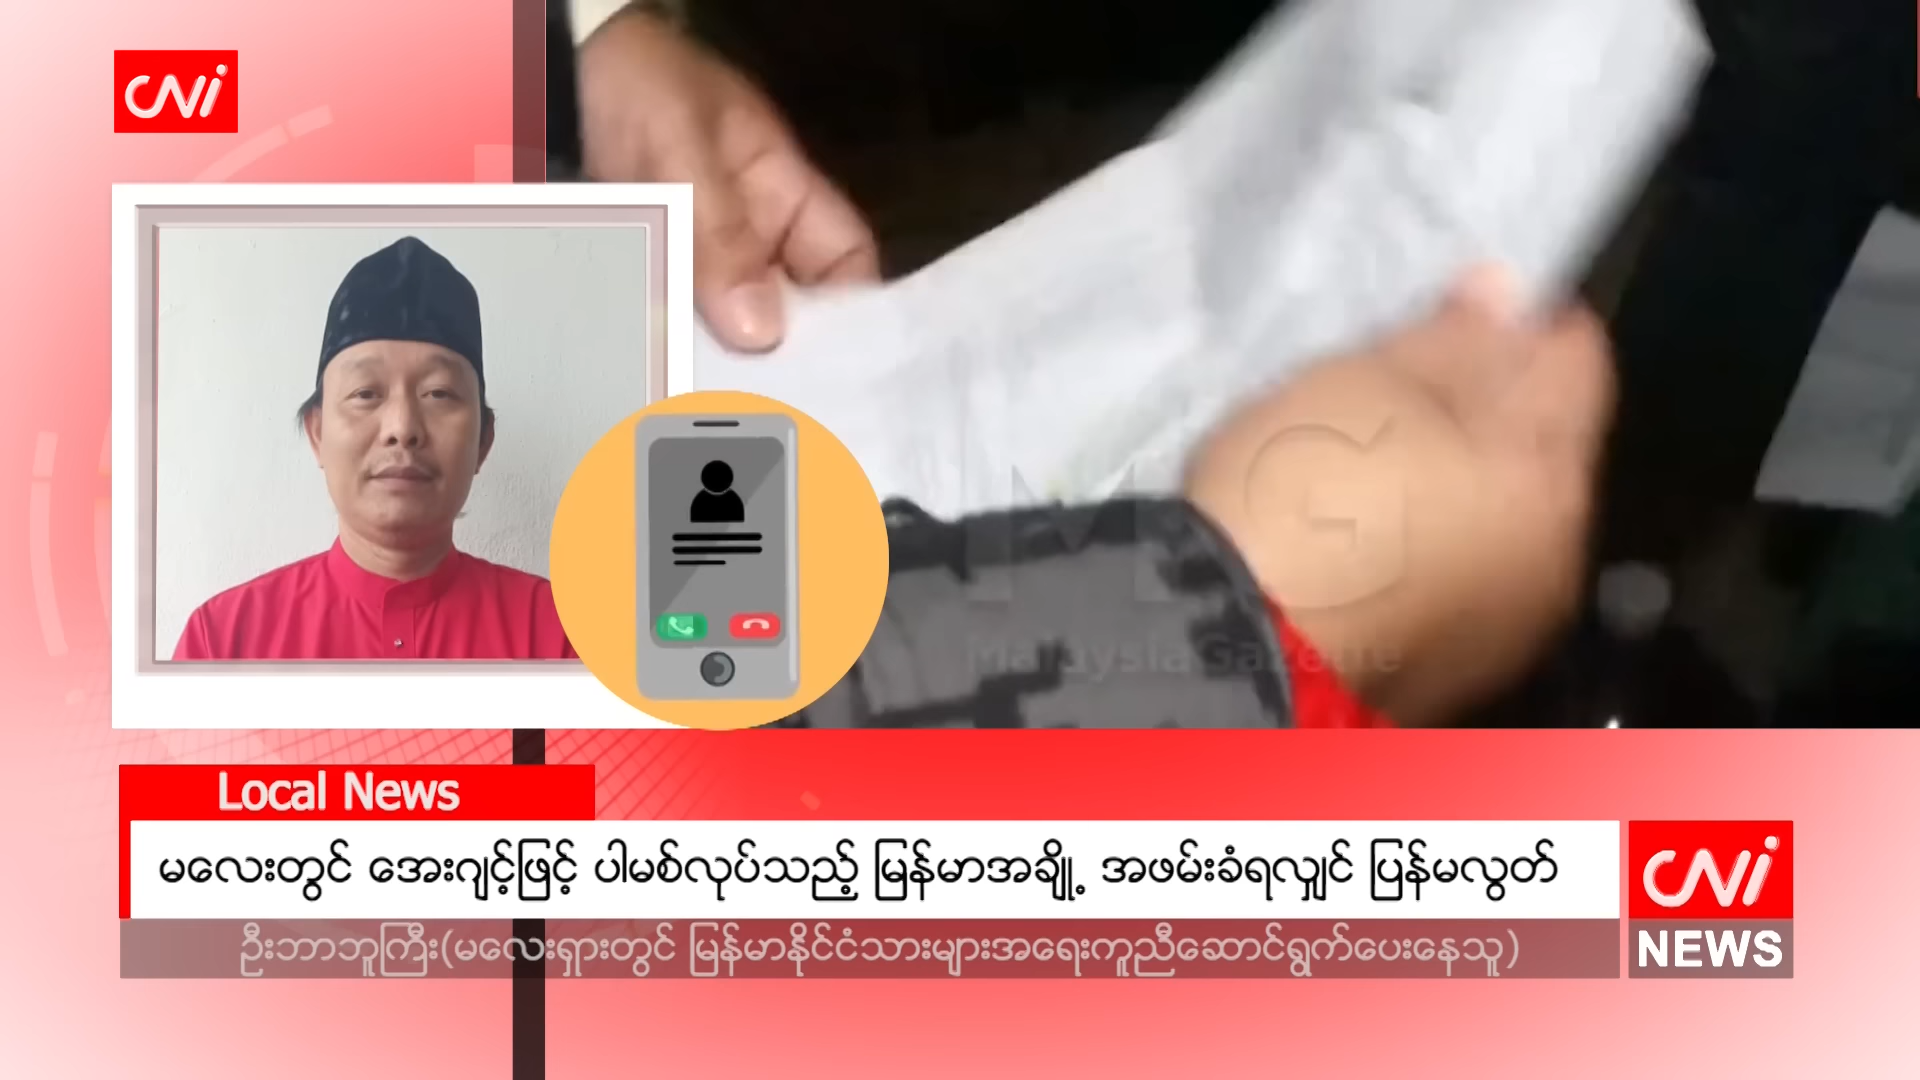 CNi
MG
Malaysia Gazette
Local News
မလေးတွင် အေးဂျင့်ဖြင့် ပါမစ်လုပ်သည့် မြန်မာအချို့ အဖမ်းခံရလျှင် ပြန်မလွတ်
ဦးဘာဘူကြီး(မလေးရှားတွင် မြန်မာနိုင်ငံသားများအရေးကူညီဆောင်ရွက်ပေးနေသူ)
CNi
NEWS